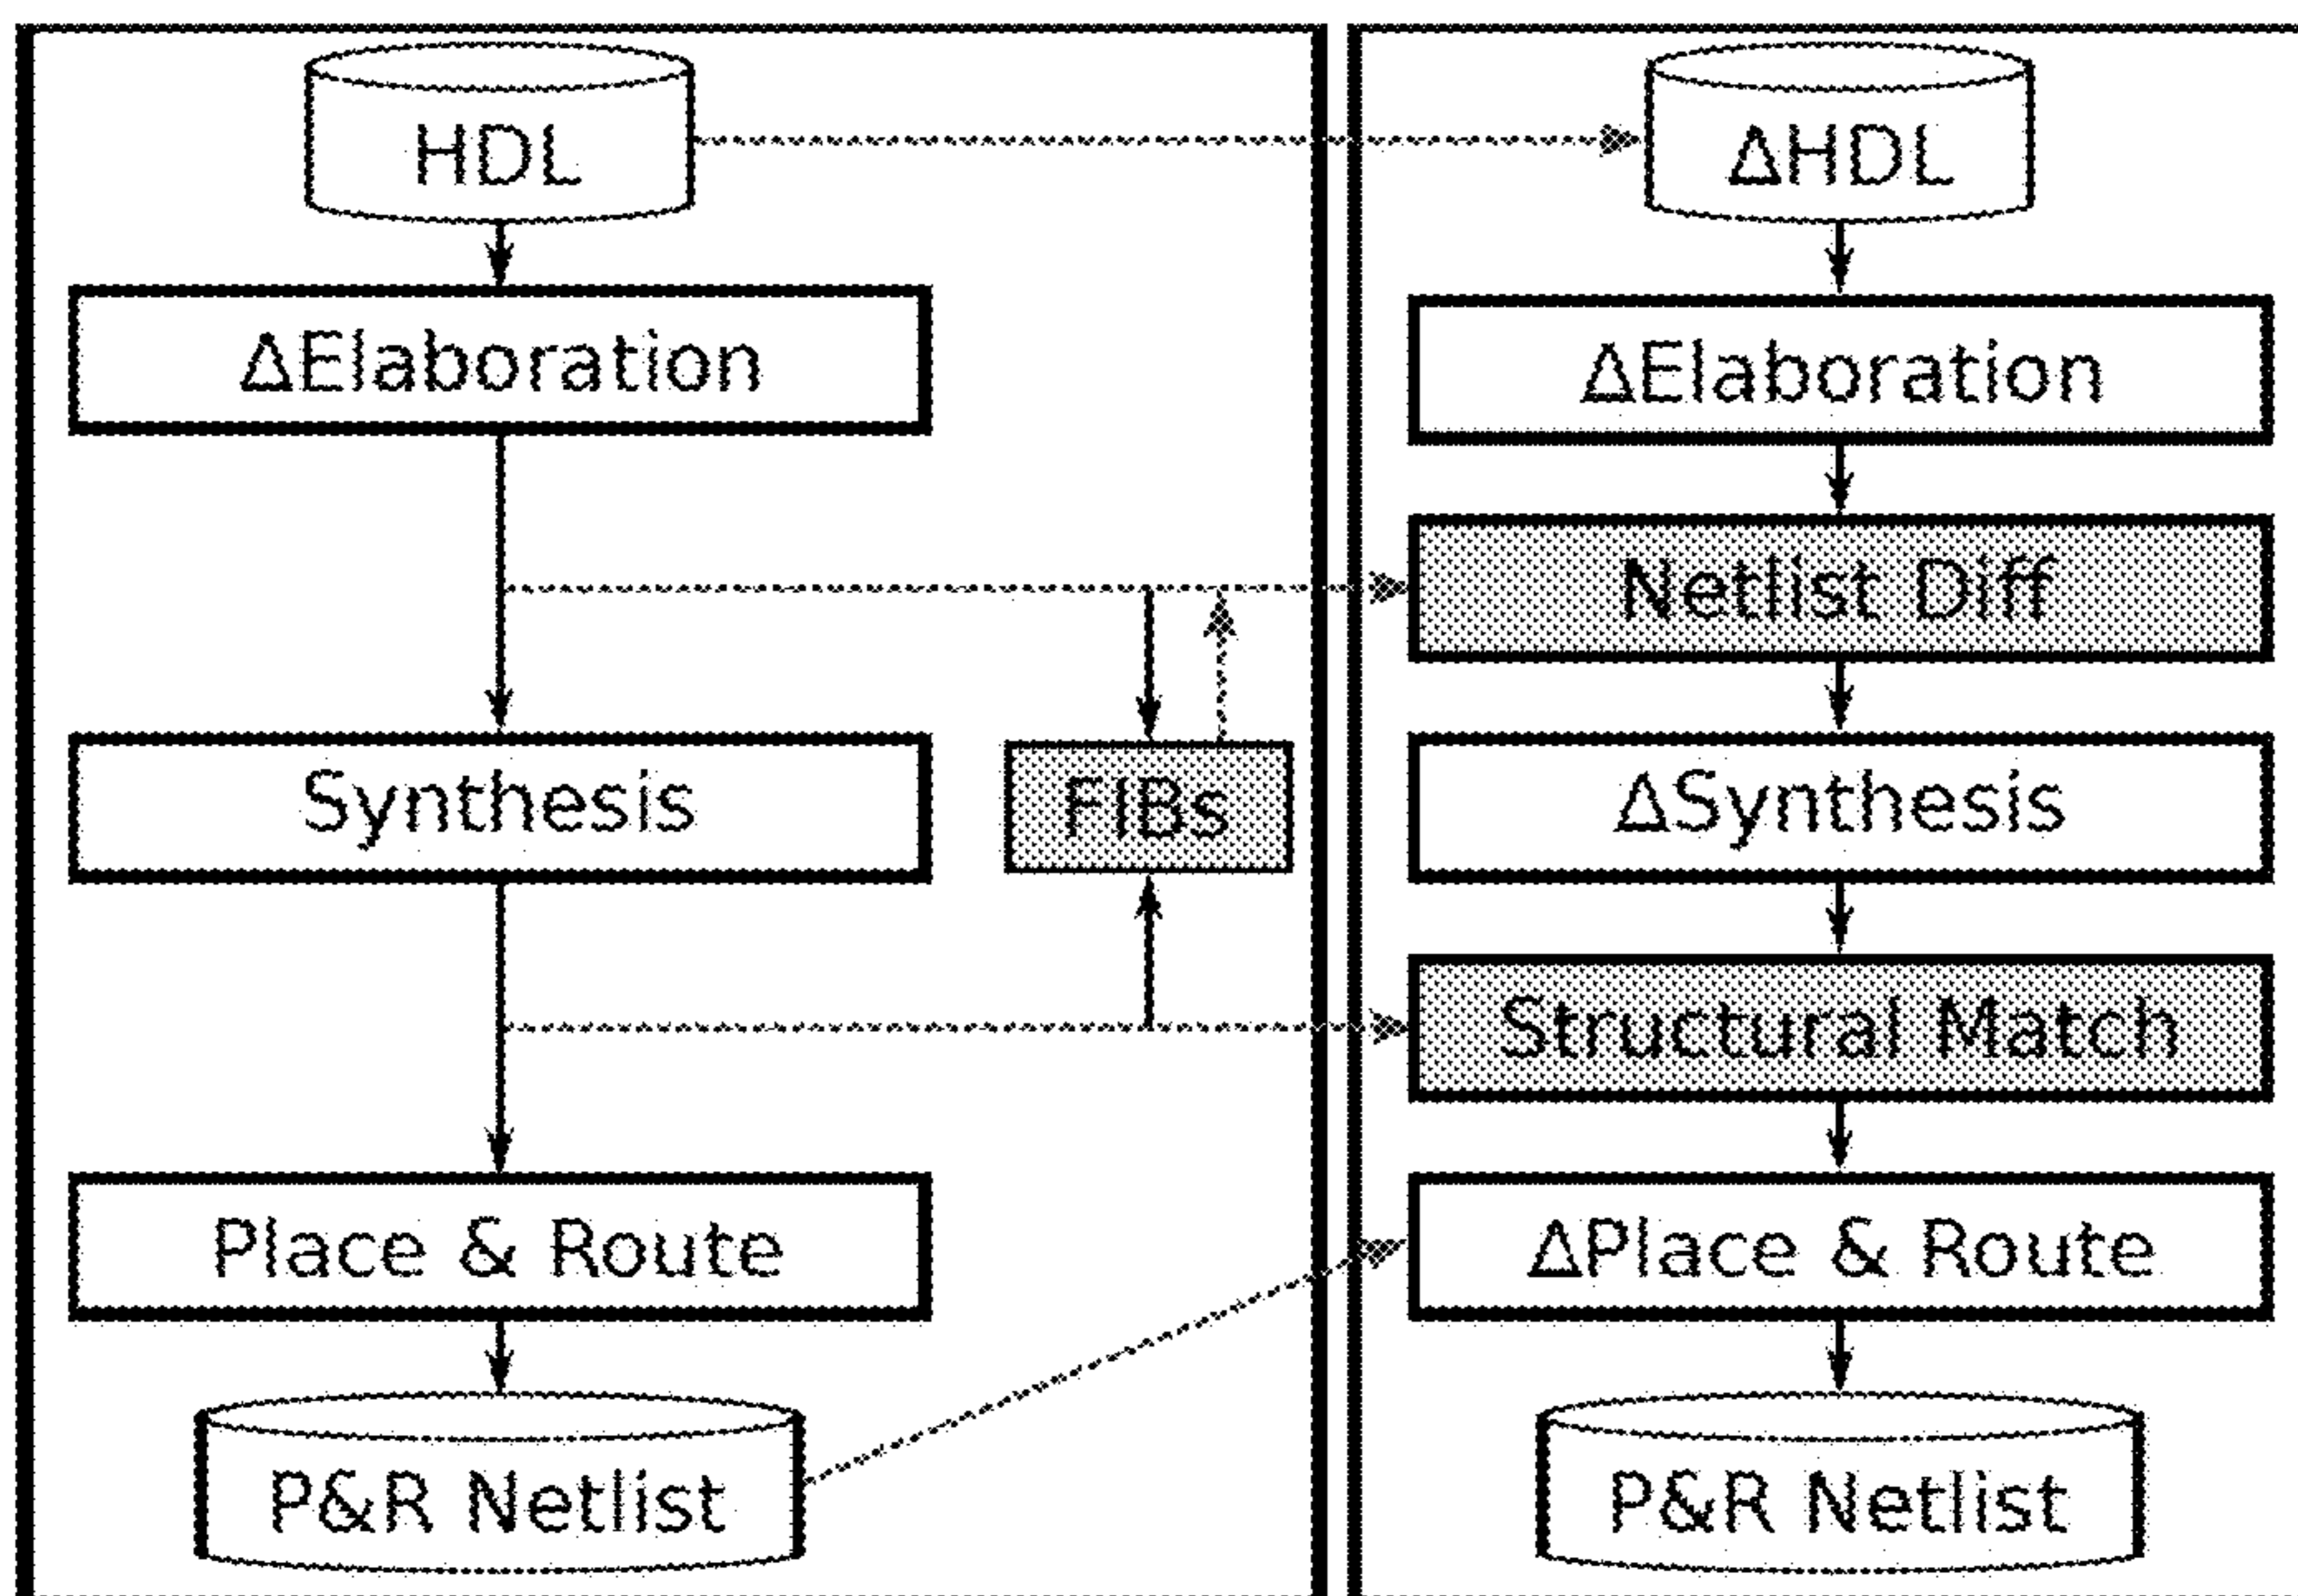 HDL
ΔElaboration
Synthesis
FIBs
Place & Route
P&R Netlist
ΔHDL
ΔElaboration
Netlist Diff
ΔSynthesis
Structural Match
ΔPlace & Route
P&R Netlist